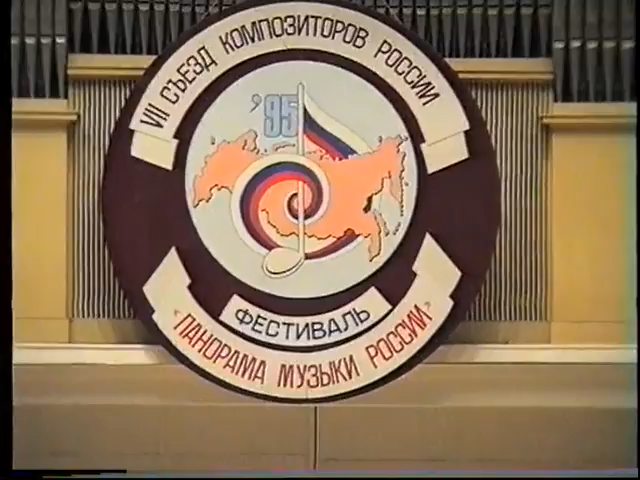 VII СЪЕЗД КОМПОЗИТОРОВ РОССИИ
'95
ФЕСТИВАЛЬ
"ПАНОРАМА МУЗЫКИ РОССИИ"